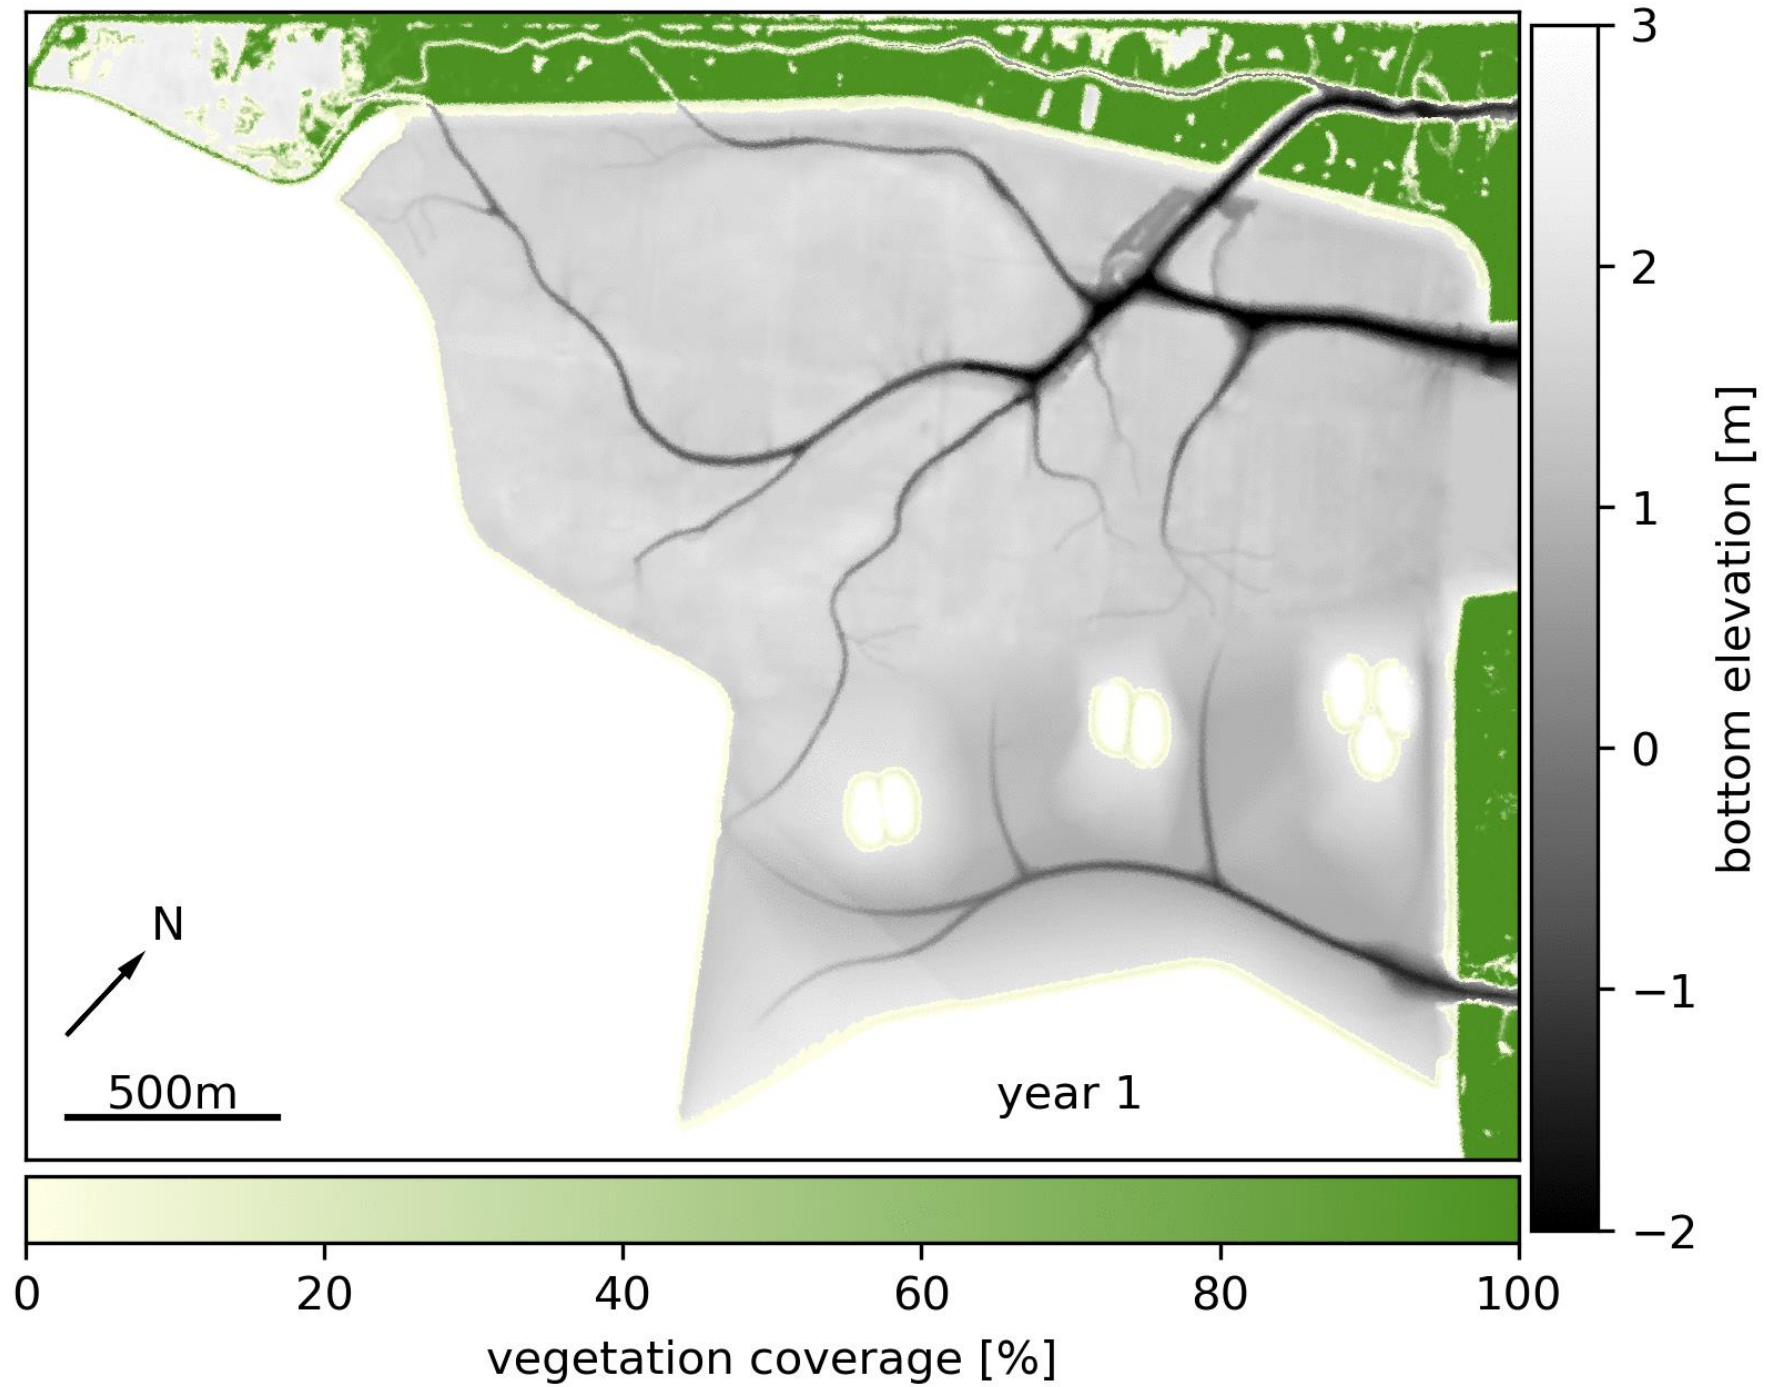 N
500m
year 1
3
2
1
0
−1
−2
bottom elevation [m]
0 20 40 60 80 100
vegetation coverage [%]